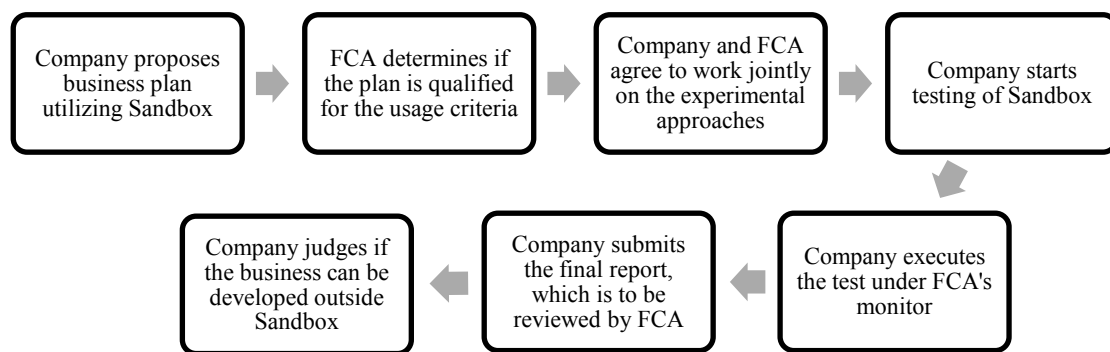 Company proposes
business plan
utilizing Sandbox
FCA determines if
the plan is qualified
for the usage criteria
Company and FCA
agree to work jointly
on the experimental
approaches
Company starts
testing of Sandbox
Company executes
the test under FCA's
monitor
Company submits
the final report,
which is to be
reviewed by FCA
Company judges if
the business can be
developed outside
Sandbox